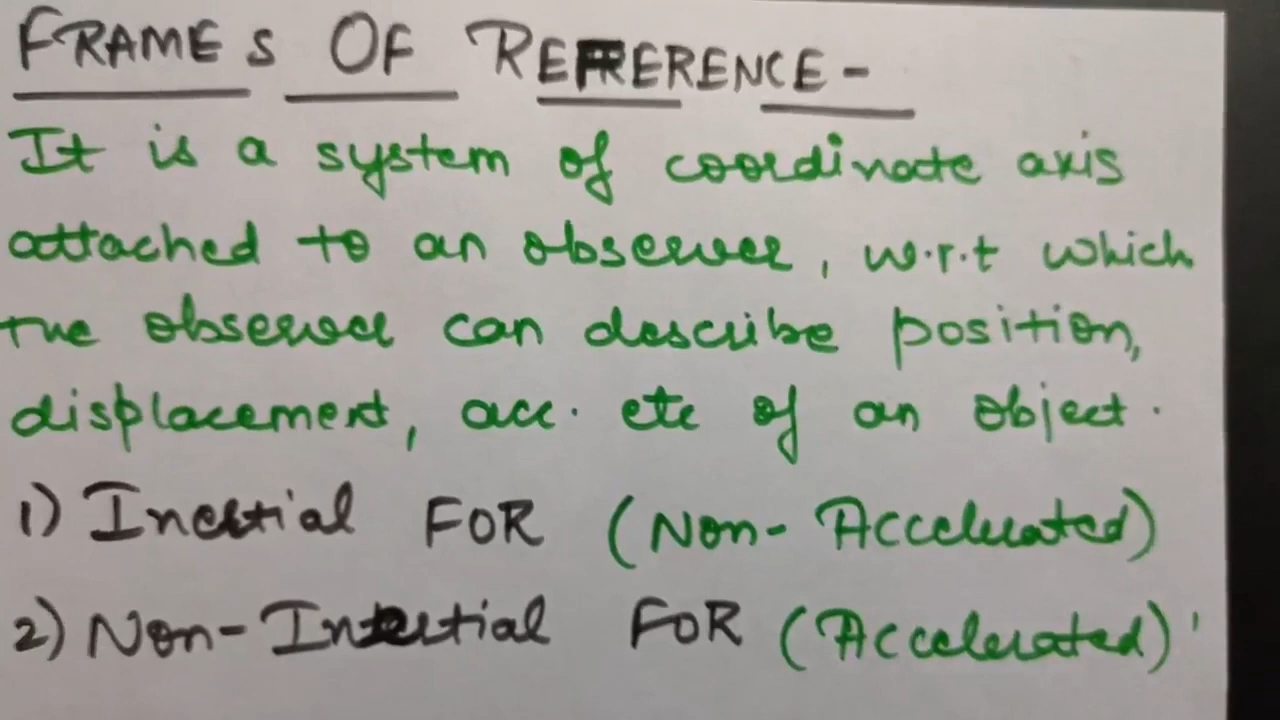 FRAMES OF REFERENCE-
It is a system of coordinate axis
attached to an observer, w.r.t which
the observer can describe position,
displacement, acc. etc of an object.
1) Inertial FOR (Non-Accelerated)
2) Non-Inertial FOR (Accelerated)